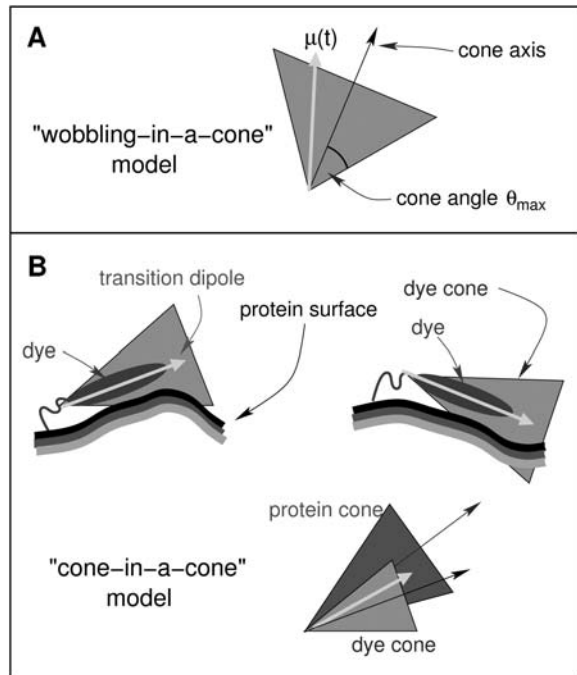 A
μ(t)
cone axis
"wobbling−in−a−cone"
model
cone angle θmax
B
transition dipole
dye
protein surface
dye cone
dye
protein cone
"cone−in−a−cone"
model
dye cone